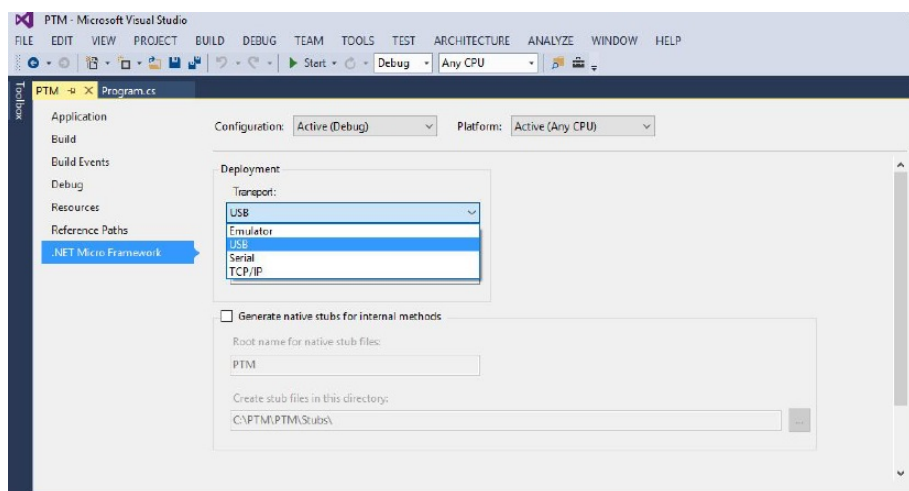 PTM - Microsoft Visual Studio
FILE EDIT VIEW PROJECT BUILD DEBUG TEAM TOOLS TEST ARCHITECTURE ANALYZE WINDOW HELP
Start Debug Any CPU
Toolbox
PTM Program.cs
Application
Configuration: Active (Debug) Platform: Active (Any CPU)
Build
Build Events
Deployment
Debug
Transport:
Resources
USB
Reference Paths
Emulator
USB
.NET Micro Framework
Serial
TCP/IP
Generate native stubs for internal methods
Root name for native stub files:
PTM
Create stub files in this directory:
C:\PTM\PTM\Stubs\
...